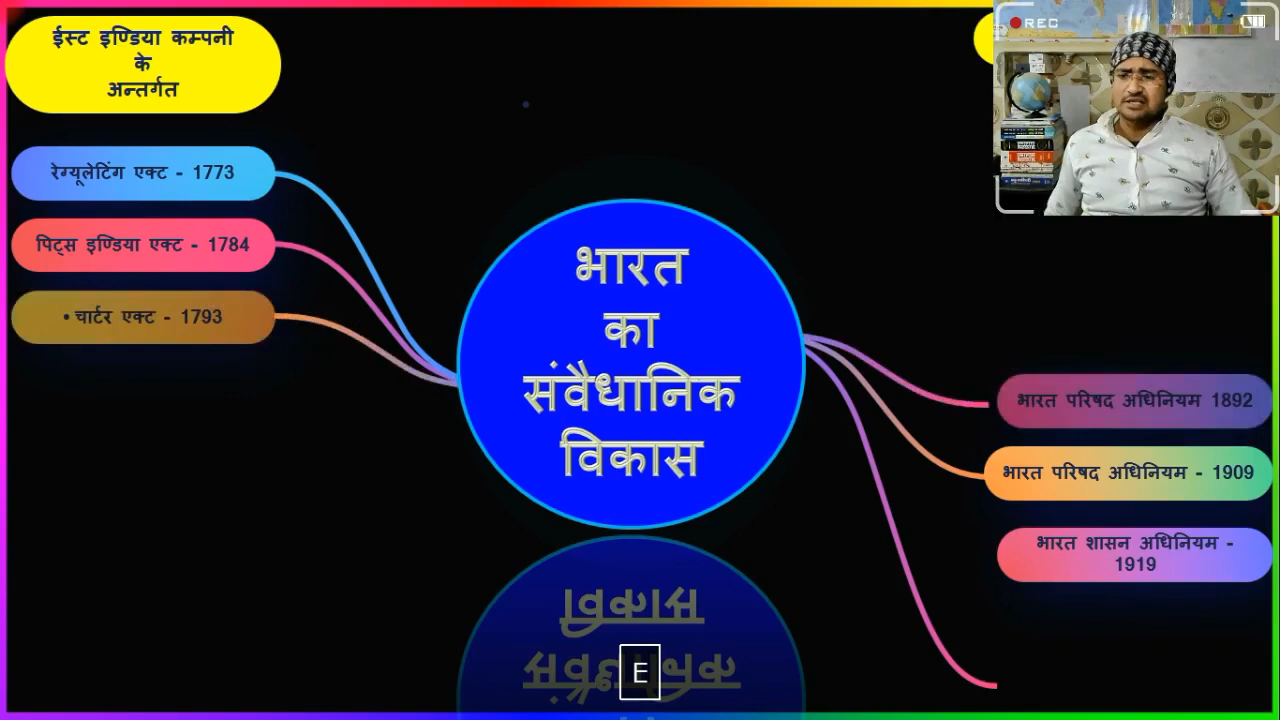 ईस्ट इण्डिया कम्पनी
के
अन्तर्गत
रेग्यूलेटिंग एक्ट - 1773
पिट्स इण्डिया एक्ट - 1784
• चार्टर एक्ट - 1793
भारत
का
संवैधानिक
विकास
REC
भारत परिषद अधिनियम 1892
भारत परिषद अधिनियम - 1909
भारत शासन अधिनियम -
1919
E